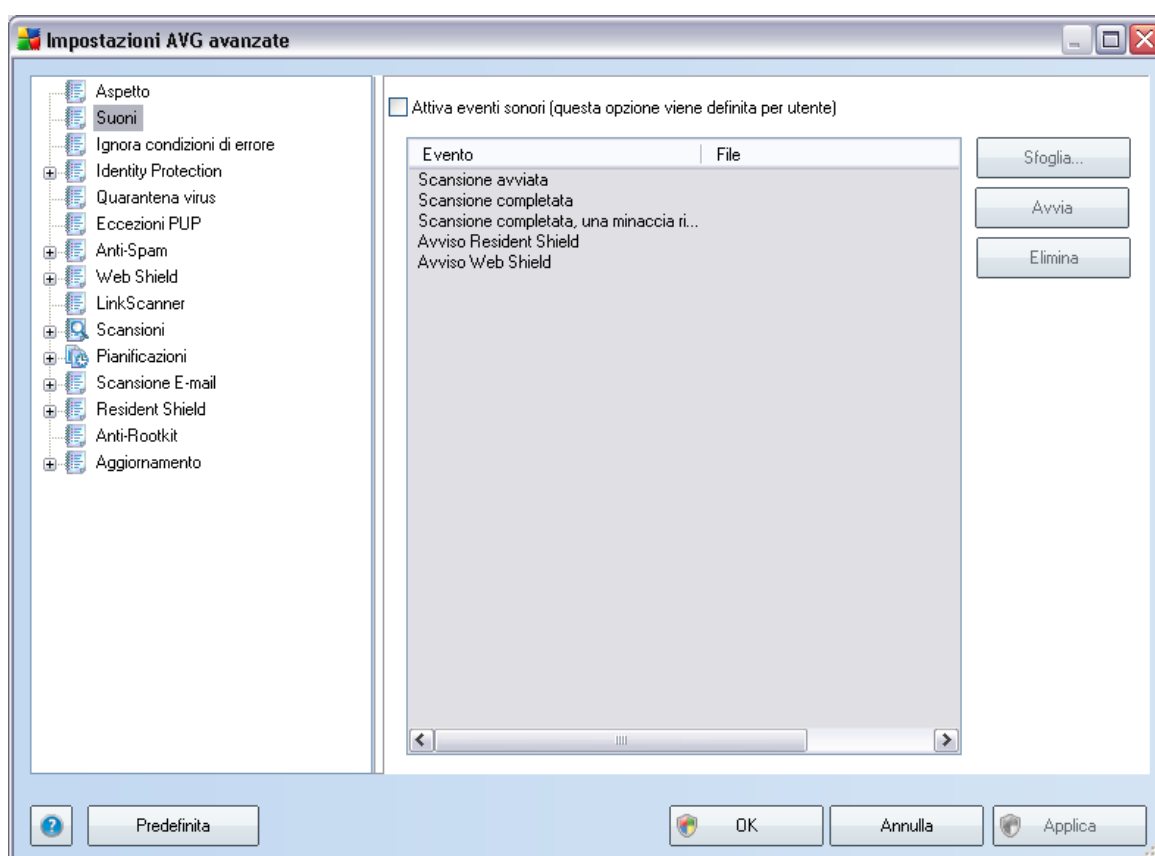 Impostazioni AVG avanzate
Aspetto
Suoni
Ignora condizioni di errore
Identity Protection
Quarantena virus
Eccezioni PUP
Anti-Spam
Web Shield
LinkScanner
Scansioni
Pianificazioni
Scansione E-mail
Resident Shield
Anti-Rootkit
Aggiornamento
Attiva eventi sonori (questa opzione viene definita per utente)
Evento File
Scansione avviata
Scansione completata
Scansione completata, una minaccia ri...
Avviso Resident Shield
Avviso Web Shield
Sfoglia...
Avvia
Elimina
? Predefinita OK Annulla Applica